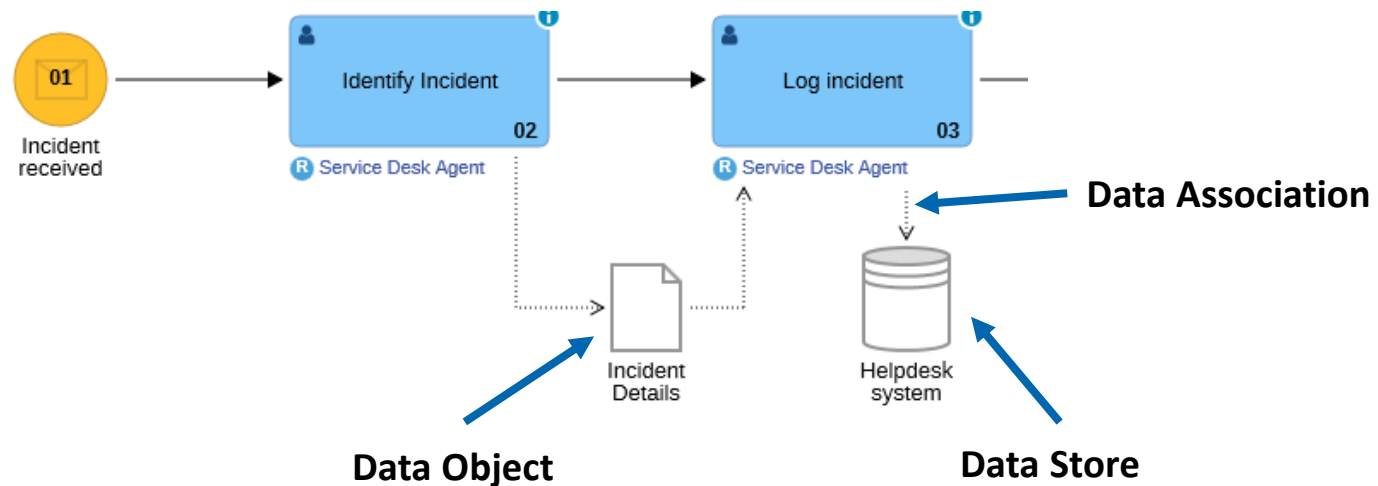 01
Incident
received
Identify Incident
02
R Service Desk Agent
Log incident
03
R Service Desk Agent
Data Association
Incident
Details
Helpdesk
system
Data Object
Data Store